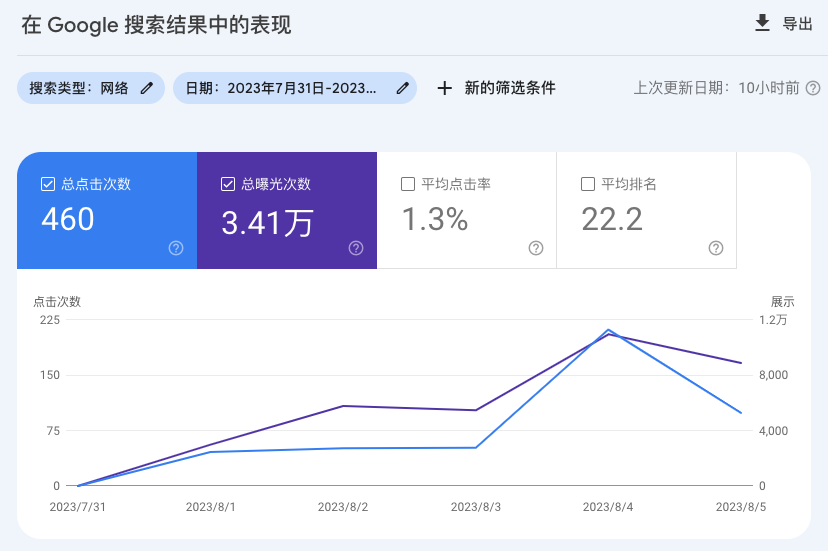 在 Google 搜索结果中的表现
导出
搜索类型：网络
日期：2023年7月31日-2023...
新的筛选条件
上次更新日期：10小时前
总点击次数
460
总曝光次数
3.41万
平均点击率
1.3%
平均排名
22.2
点击次数
展示
225
1.2万
150
8,000
75
4,000
0
0
2023/7/31
2023/8/1
2023/8/2
2023/8/3
2023/8/4
2023/8/5